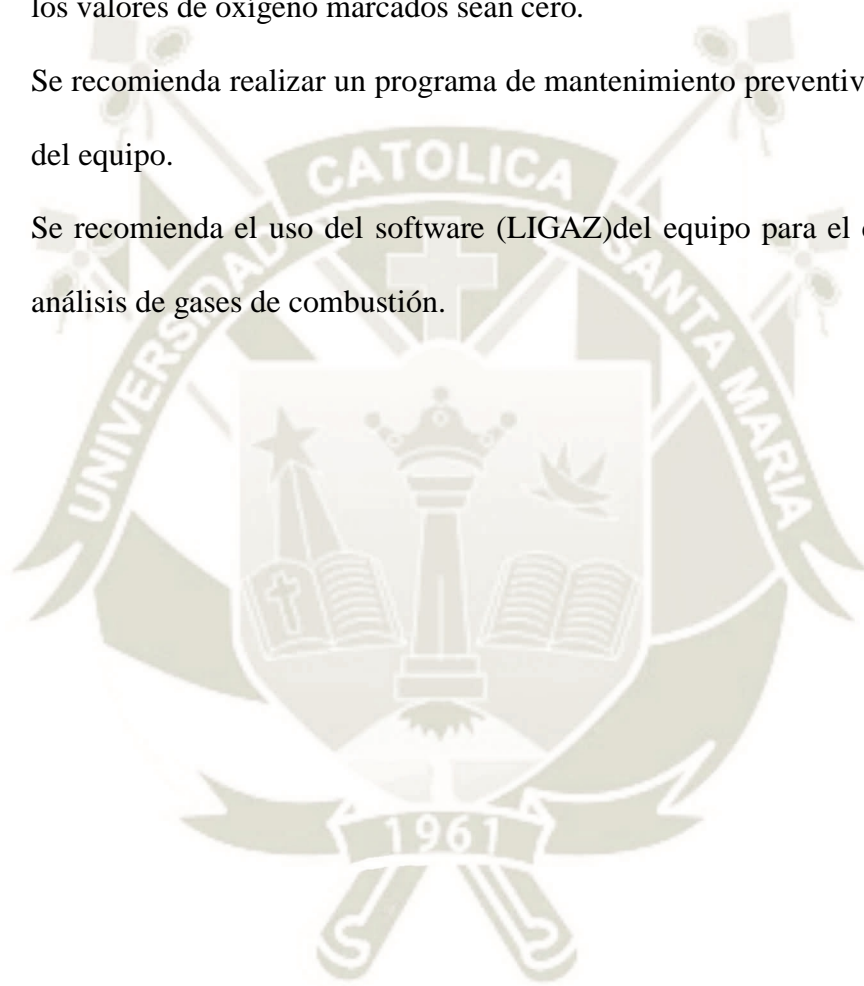 los valores de oxígeno marcados sean cero.
Se recomienda realizar un programa de mantenimiento preventiv
del equipo.
Se recomienda el uso del software (LIGAZ)del equipo para el
análisis de gases de combustión.
UNIVERSIDAD CATOLICA SANTA MARIA
1961